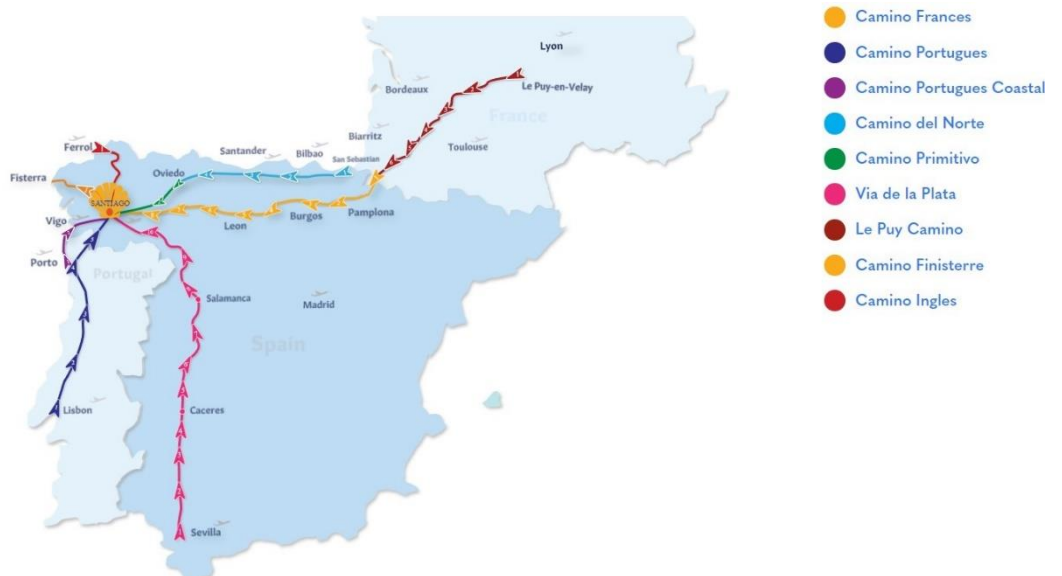 Lyon
Bordeaux
Le Puy-en-Velay
France
Biarritz
Toulouse
Ferrol
Santander
Bilbao
San Sebastian
Oviedo
Fisterra
SANTIAGO
Vigo
Leon
Burgos
Pamplona
Porto
Portugal
Salamanca
Madrid
Spain
Lisbon
Caceres
Sevilla
Camino Frances
Camino Portugues
Camino Portugues Coastal
Camino del Norte
Camino Primitivo
Via de la Plata
Le Puy Camino
Camino Finisterre
Camino Ingles